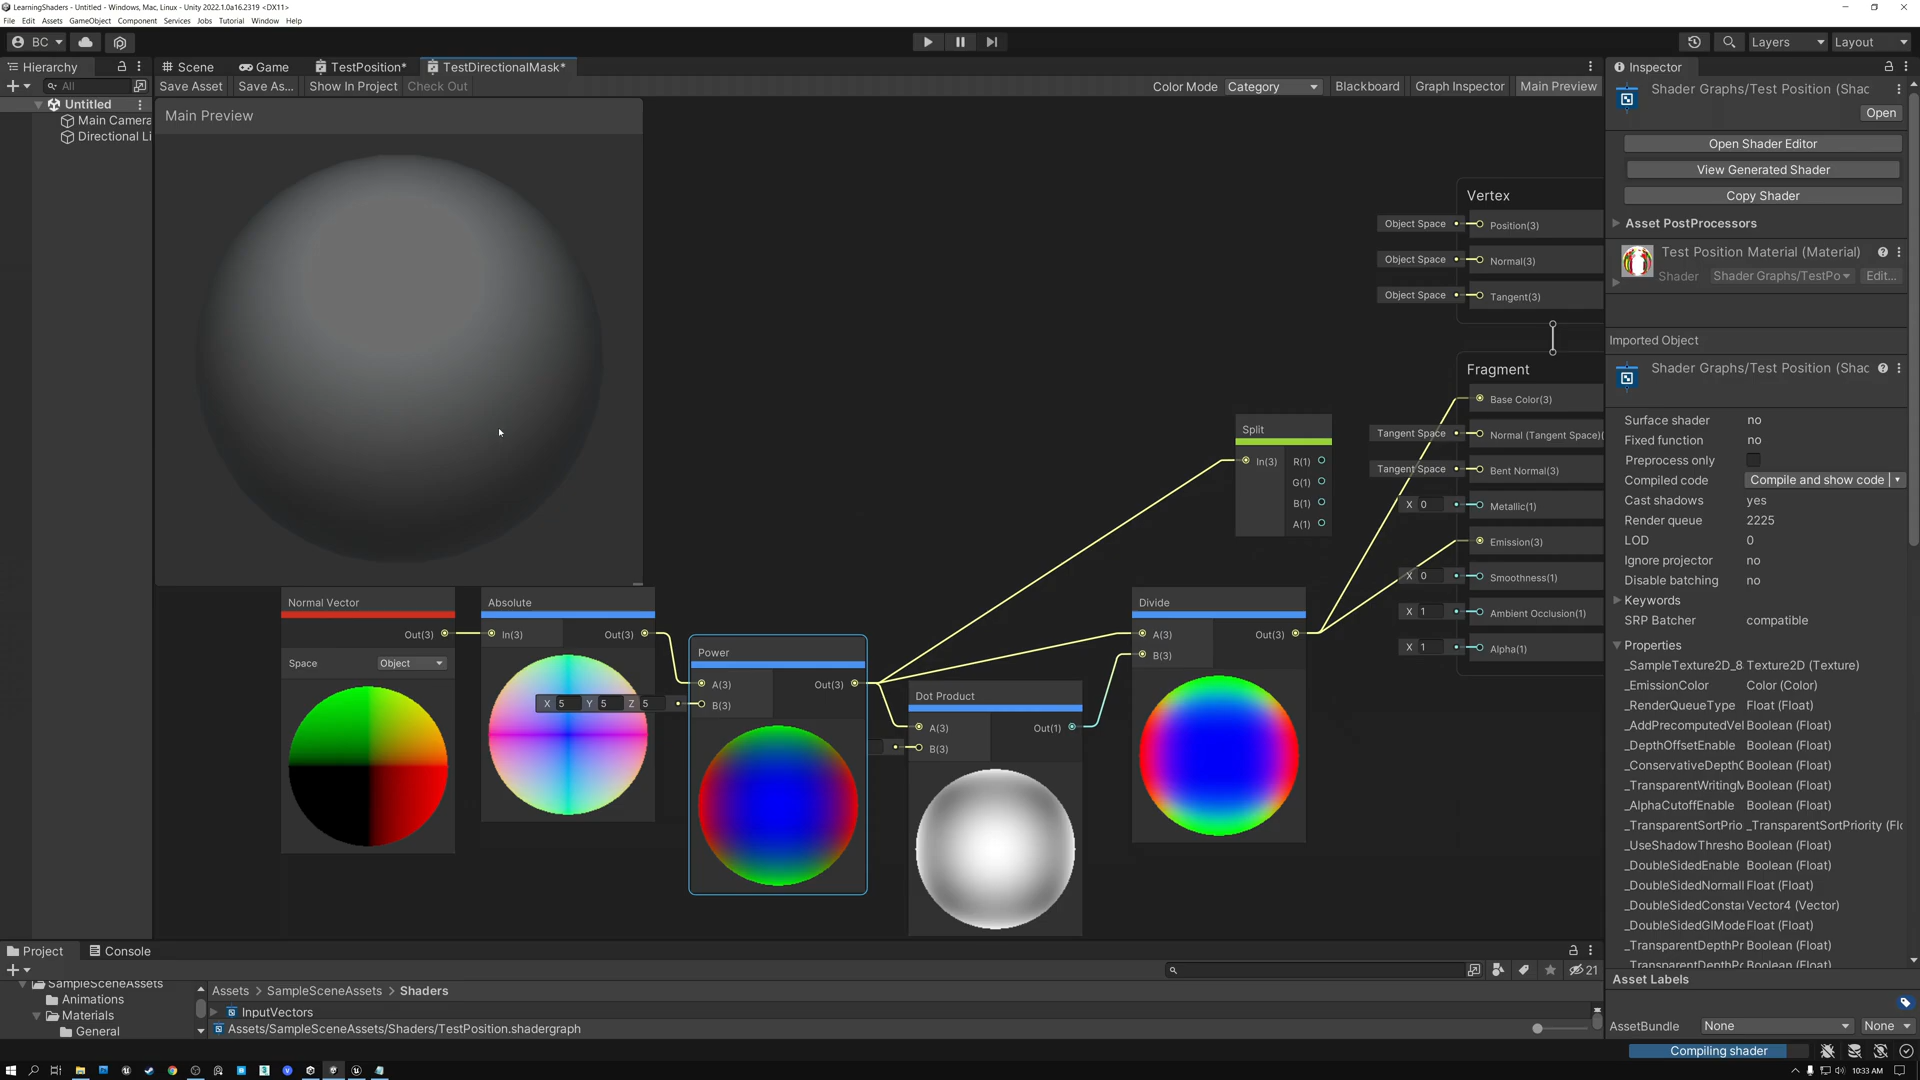 LearningShaders - Untitled - Windows, Mac, Linux - Unity 2022.1.0a16.2319 <DX11>
File Edit Assets GameObject Component Services Jobs Tutorial Window Help
BC
Layers Layout
Hierarchy
Scene Game TestPosition* TestDirectionalMask*
Inspector
All
Save Asset Save As... Show In Project Check Out
Color Mode Category Blackboard Graph Inspector Main Preview
Untitled
Main Camera
Directional Li
Main Preview
Shader Graphs/Test Position (Shac
Open
Open Shader Editor
View Generated Shader
Copy Shader
Asset PostProcessors
Test Position Material (Material)
Shader Shader Graphs/TestPo Edit...
Imported Object
Shader Graphs/Test Position (Shac
Surface shader no
Fixed function no
Preprocess only
Compiled code Compile and show code
Cast shadows yes
Render queue 2225
LOD 0
Ignore projector no
Disable batching no
Keywords
SRP Batcher compatible
Properties
_SampleTexture2D_8 Texture2D (Texture)
_EmissionColor Color (Color)
_RenderQueueType Float (Float)
_AddPrecomputedVel Boolean (Float)
_DepthOffsetEnable Boolean (Float)
_ConservativeDepthC Boolean (Float)
_TransparentWritingM Boolean (Float)
_AlphaCutoffEnable Boolean (Float)
_TransparentSortPrio _TransparentSortPriority (Flc
_UseShadowThresho Boolean (Float)
_DoubleSidedEnable Boolean (Float)
_DoubleSidedNormalI Float (Float)
_DoubleSidedConstai Vector4 (Vector)
_DoubleSidedGIMode Float (Float)
_TransparentDepthPr Boolean (Float)
_TransparentDepthPc Boolean (Float)
Asset Labels
AssetBundle None None
Vertex
Object Space Position(3)
Object Space Normal(3)
Object Space Tangent(3)
Fragment
Base Color(3)
Tangent Space Normal (Tangent Space)(
Tangent Space Bent Normal(3)
X 0 Metallic(1)
Emission(3)
X 0 Smoothness(1)
X 1 Ambient Occlusion(1)
X 1 Alpha(1)
Split
In(3) R(1)
G(1)
B(1)
A(1)
Normal Vector
Out(3)
Space Object
Absolute
In(3) Out(3)
Power
A(3) Out(3)
X 5 Y 5 Z 5 B(3)
Dot Product
A(3) Out(1)
B(3)
Divide
A(3) Out(3)
B(3)
Project Console
21
SampleSceneAssets
Animations
Materials
General
Assets > SampleSceneAssets > Shaders
InputVectors
Assets/SampleSceneAssets/Shaders/TestPosition.shadergraph
Compiling shader
10:33 AM